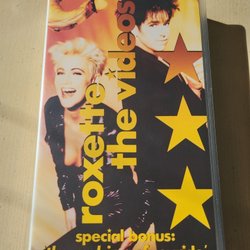 roxette
the videos
special bonus: